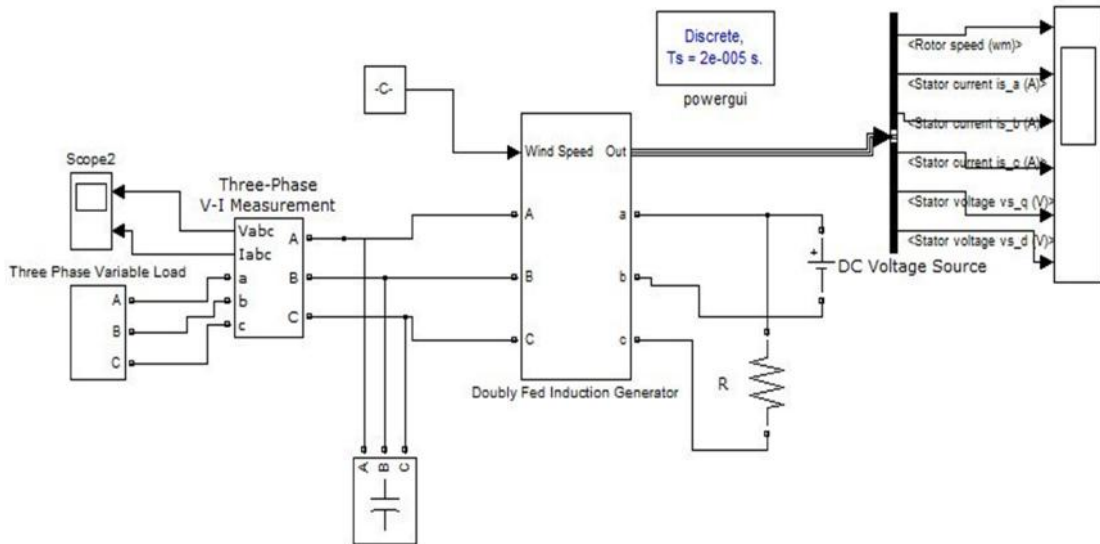 Discrete,
Ts = 2e-005 s.
powergui
-C-
Wind Speed
Out
A
B
C
a
b
c
Doubly Fed Induction Generator
Scope2
Three-Phase
V-I Measurement
Vabc
Iabc
a
b
c
A
B
C
Three Phase Variable Load
A
B
C
A
B
C
+
DC Voltage Source
R
<Rotor speed (wm)>
<Stator current is_a (A)>
<Stator current is_b (A)>
<Stator current is_c (A)>
<Stator voltage vs_q (V)>
<Stator voltage vs_d (V)>